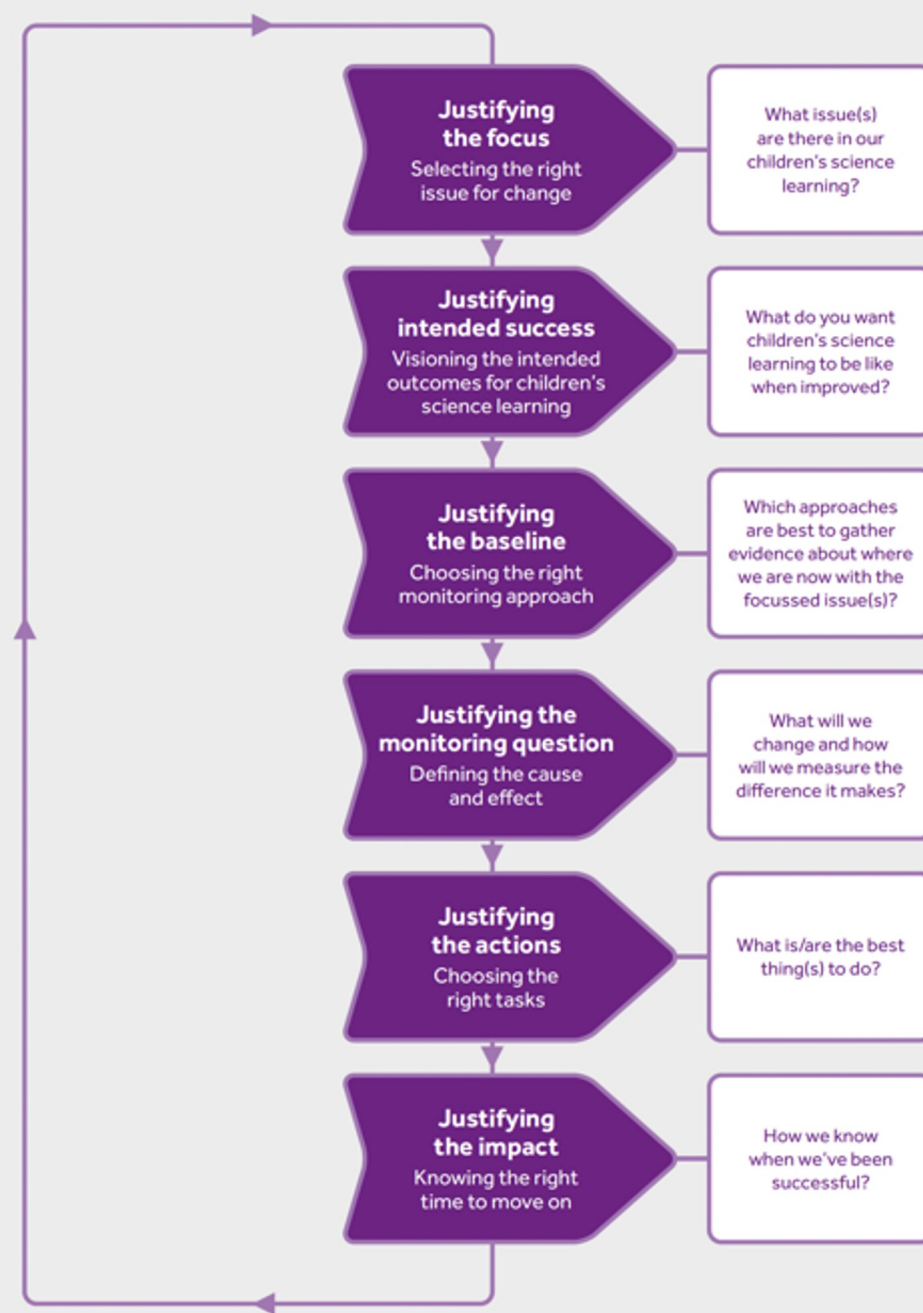 Justifying
the focus
Selecting the right
issue for change
What issue(s)
are there in our
children's science
learning?
Justifying
intended success
Visioning the intended
outcomes for children's
science learning
What do you want
children's science
learning to be like
when improved?
Justifying
the baseline
Choosing the right
monitoring approach
Which approaches
are best to gather
evidence about where
we are now with the
focussed issue(s)?
Justifying the
monitoring question
Defining the cause
and effect
What will we
change and how
will we measure the
difference it makes?
Justifying
the actions
Choosing the
right tasks
What is/are the best
thing(s) to do?
Justifying
the impact
Knowing the right
time to move on
How we know
when we've been
successful?